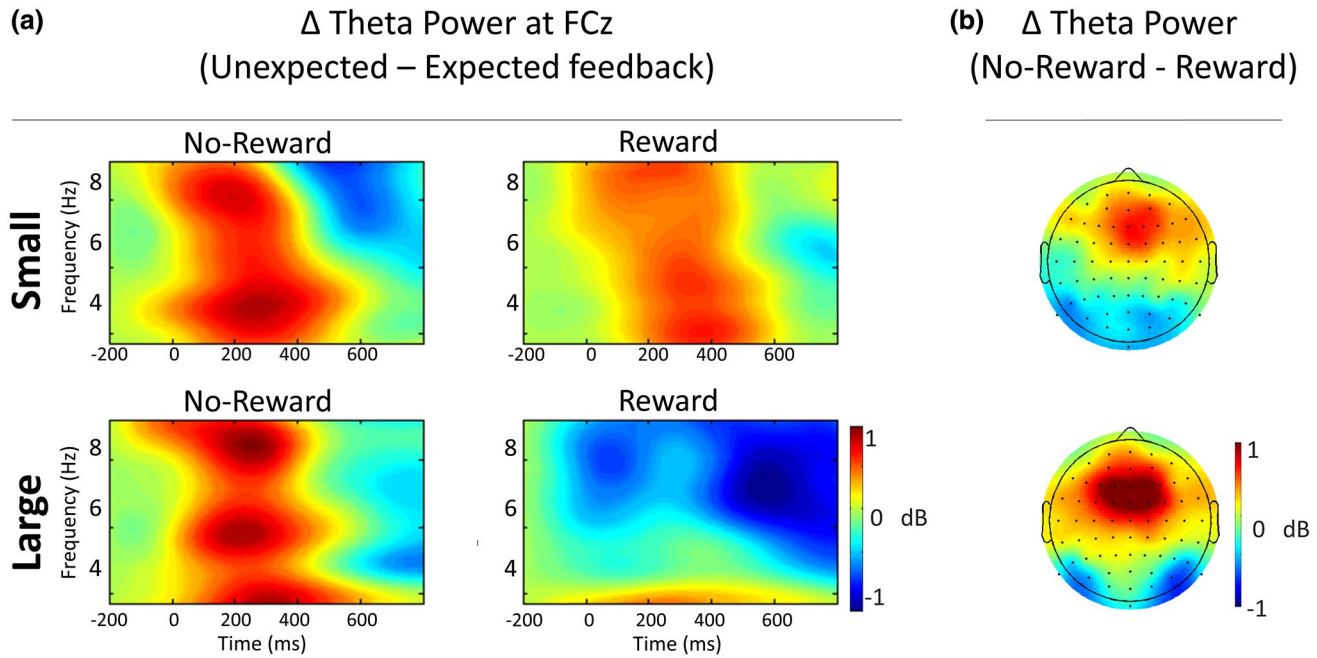 (a)
Δ Theta Power at FCz
(Unexpected – Expected feedback)
(b)
Δ Theta Power
(No-Reward - Reward)
Small
No-Reward
Frequency (Hz)
8
6
4
-200 0 200 400 600
Reward
8
6
4
-200 0 200 400 600
Large
No-Reward
Frequency (Hz)
8
6
4
-200 0 200 400 600
Time (ms)
Reward
8
6
4
-200 0 200 400 600
Time (ms)
1
0 dB
-1
1
0 dB
-1